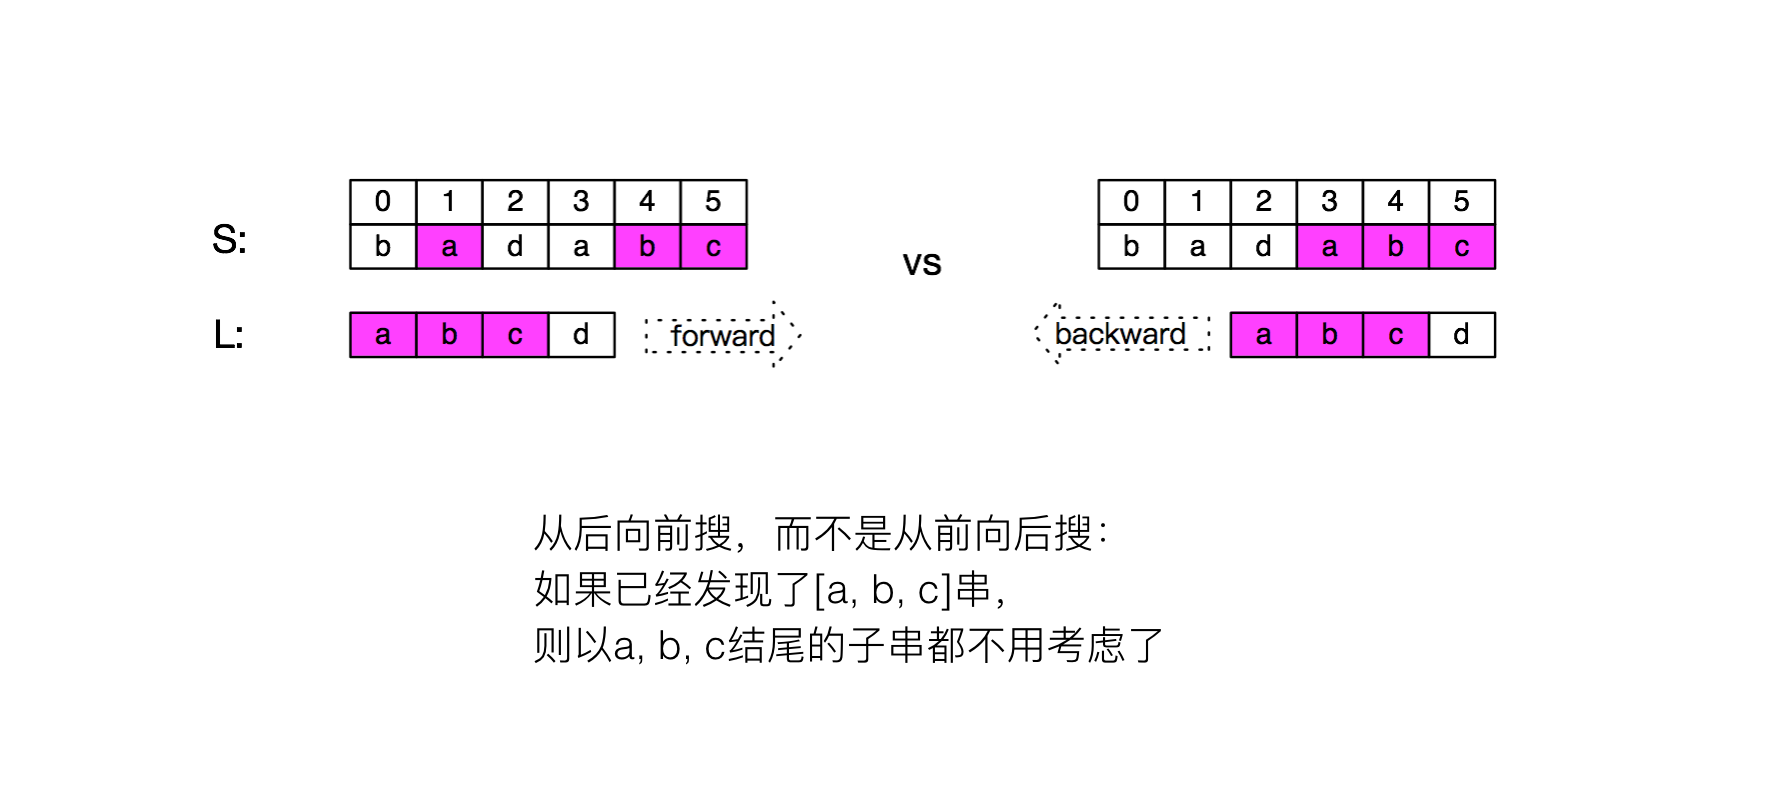 0 1 2 3 4 5
0 1 2 3 4 5
S:
b a d a b c
vs
b a d a b c
L:
a b c d
forward
backward
a b c d
从后向前搜，而不是从前向后搜：
如果已经发现了[a, b, c]串，
则以a, b, c结尾的子串都不用考虑了